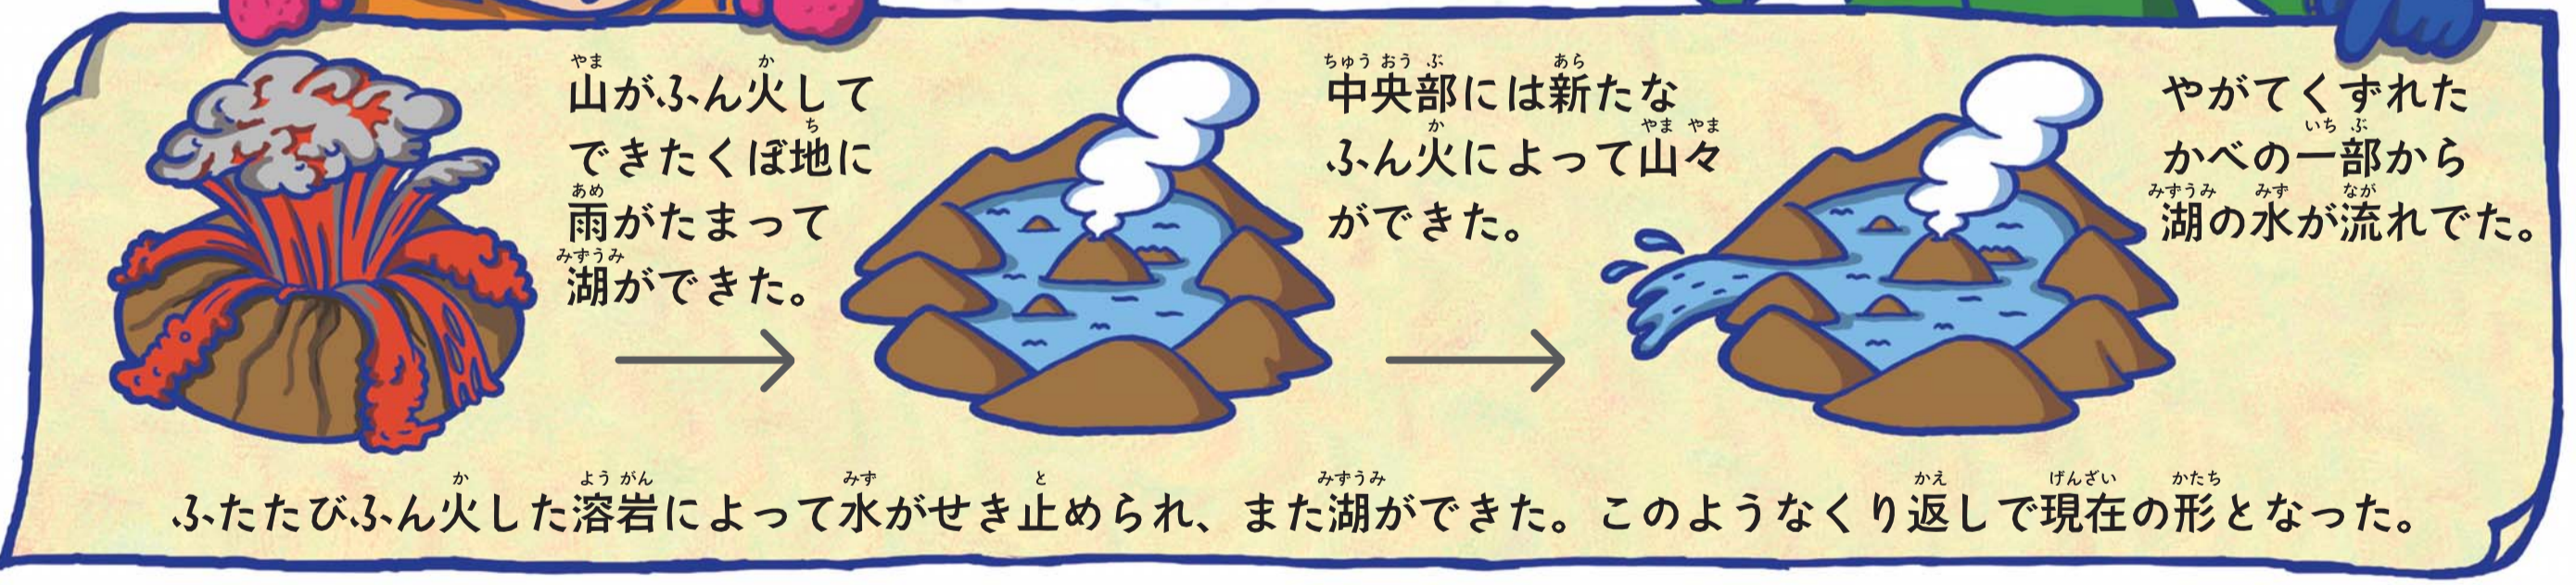 山がふん火して
できたくぼ地に
雨がたまって
湖ができた。
中央部には新たな
ふん火によって山々
ができた。
やがてくずれた
かべの一部から
湖の水が流れでた。
ふたたびふん火した溶岩によって水がせき止められ、また湖ができた。このようなくり返しで現在の形となった。